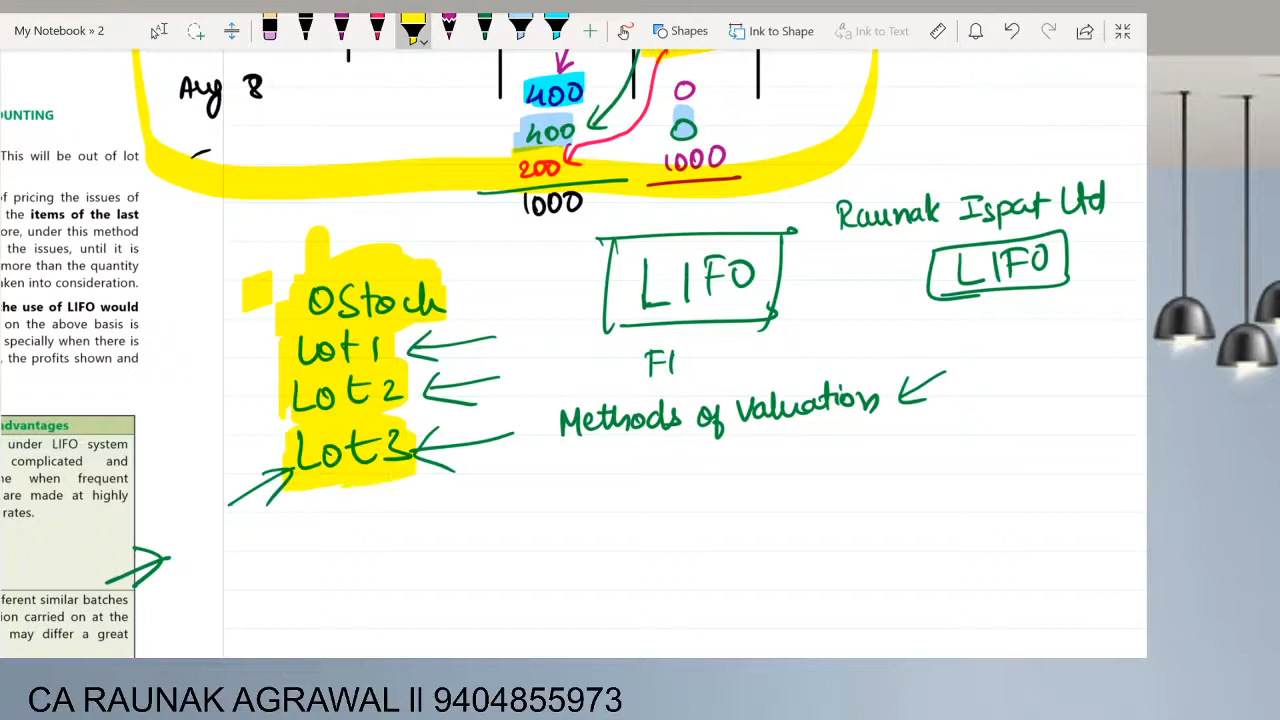 My Notebook » 2
Shapes
Ink to Shape
Ink to Text
OUNTING
This will be out of lot
f pricing the issues of
the items of the last
ore, under this method
the issues, until it is
more than the quantity
aken into consideration.
he use of LIFO would
on the above basis is
specially when there is
, the profits shown and
advantages
under LIFO system
complicated and
me when frequent
are made at highly
rates.
fferent similar batches
ion carried on at the
may differ a great
Aug 8
400 0
400 0
200 1000
1000
Raunak Ispat Ltd
LIFO
LIFO
OStock
Lot 1
Lot 2
Lot 3
FI
Methods of Valuation
CA RAUNAK AGRAWAL ll 9404855973